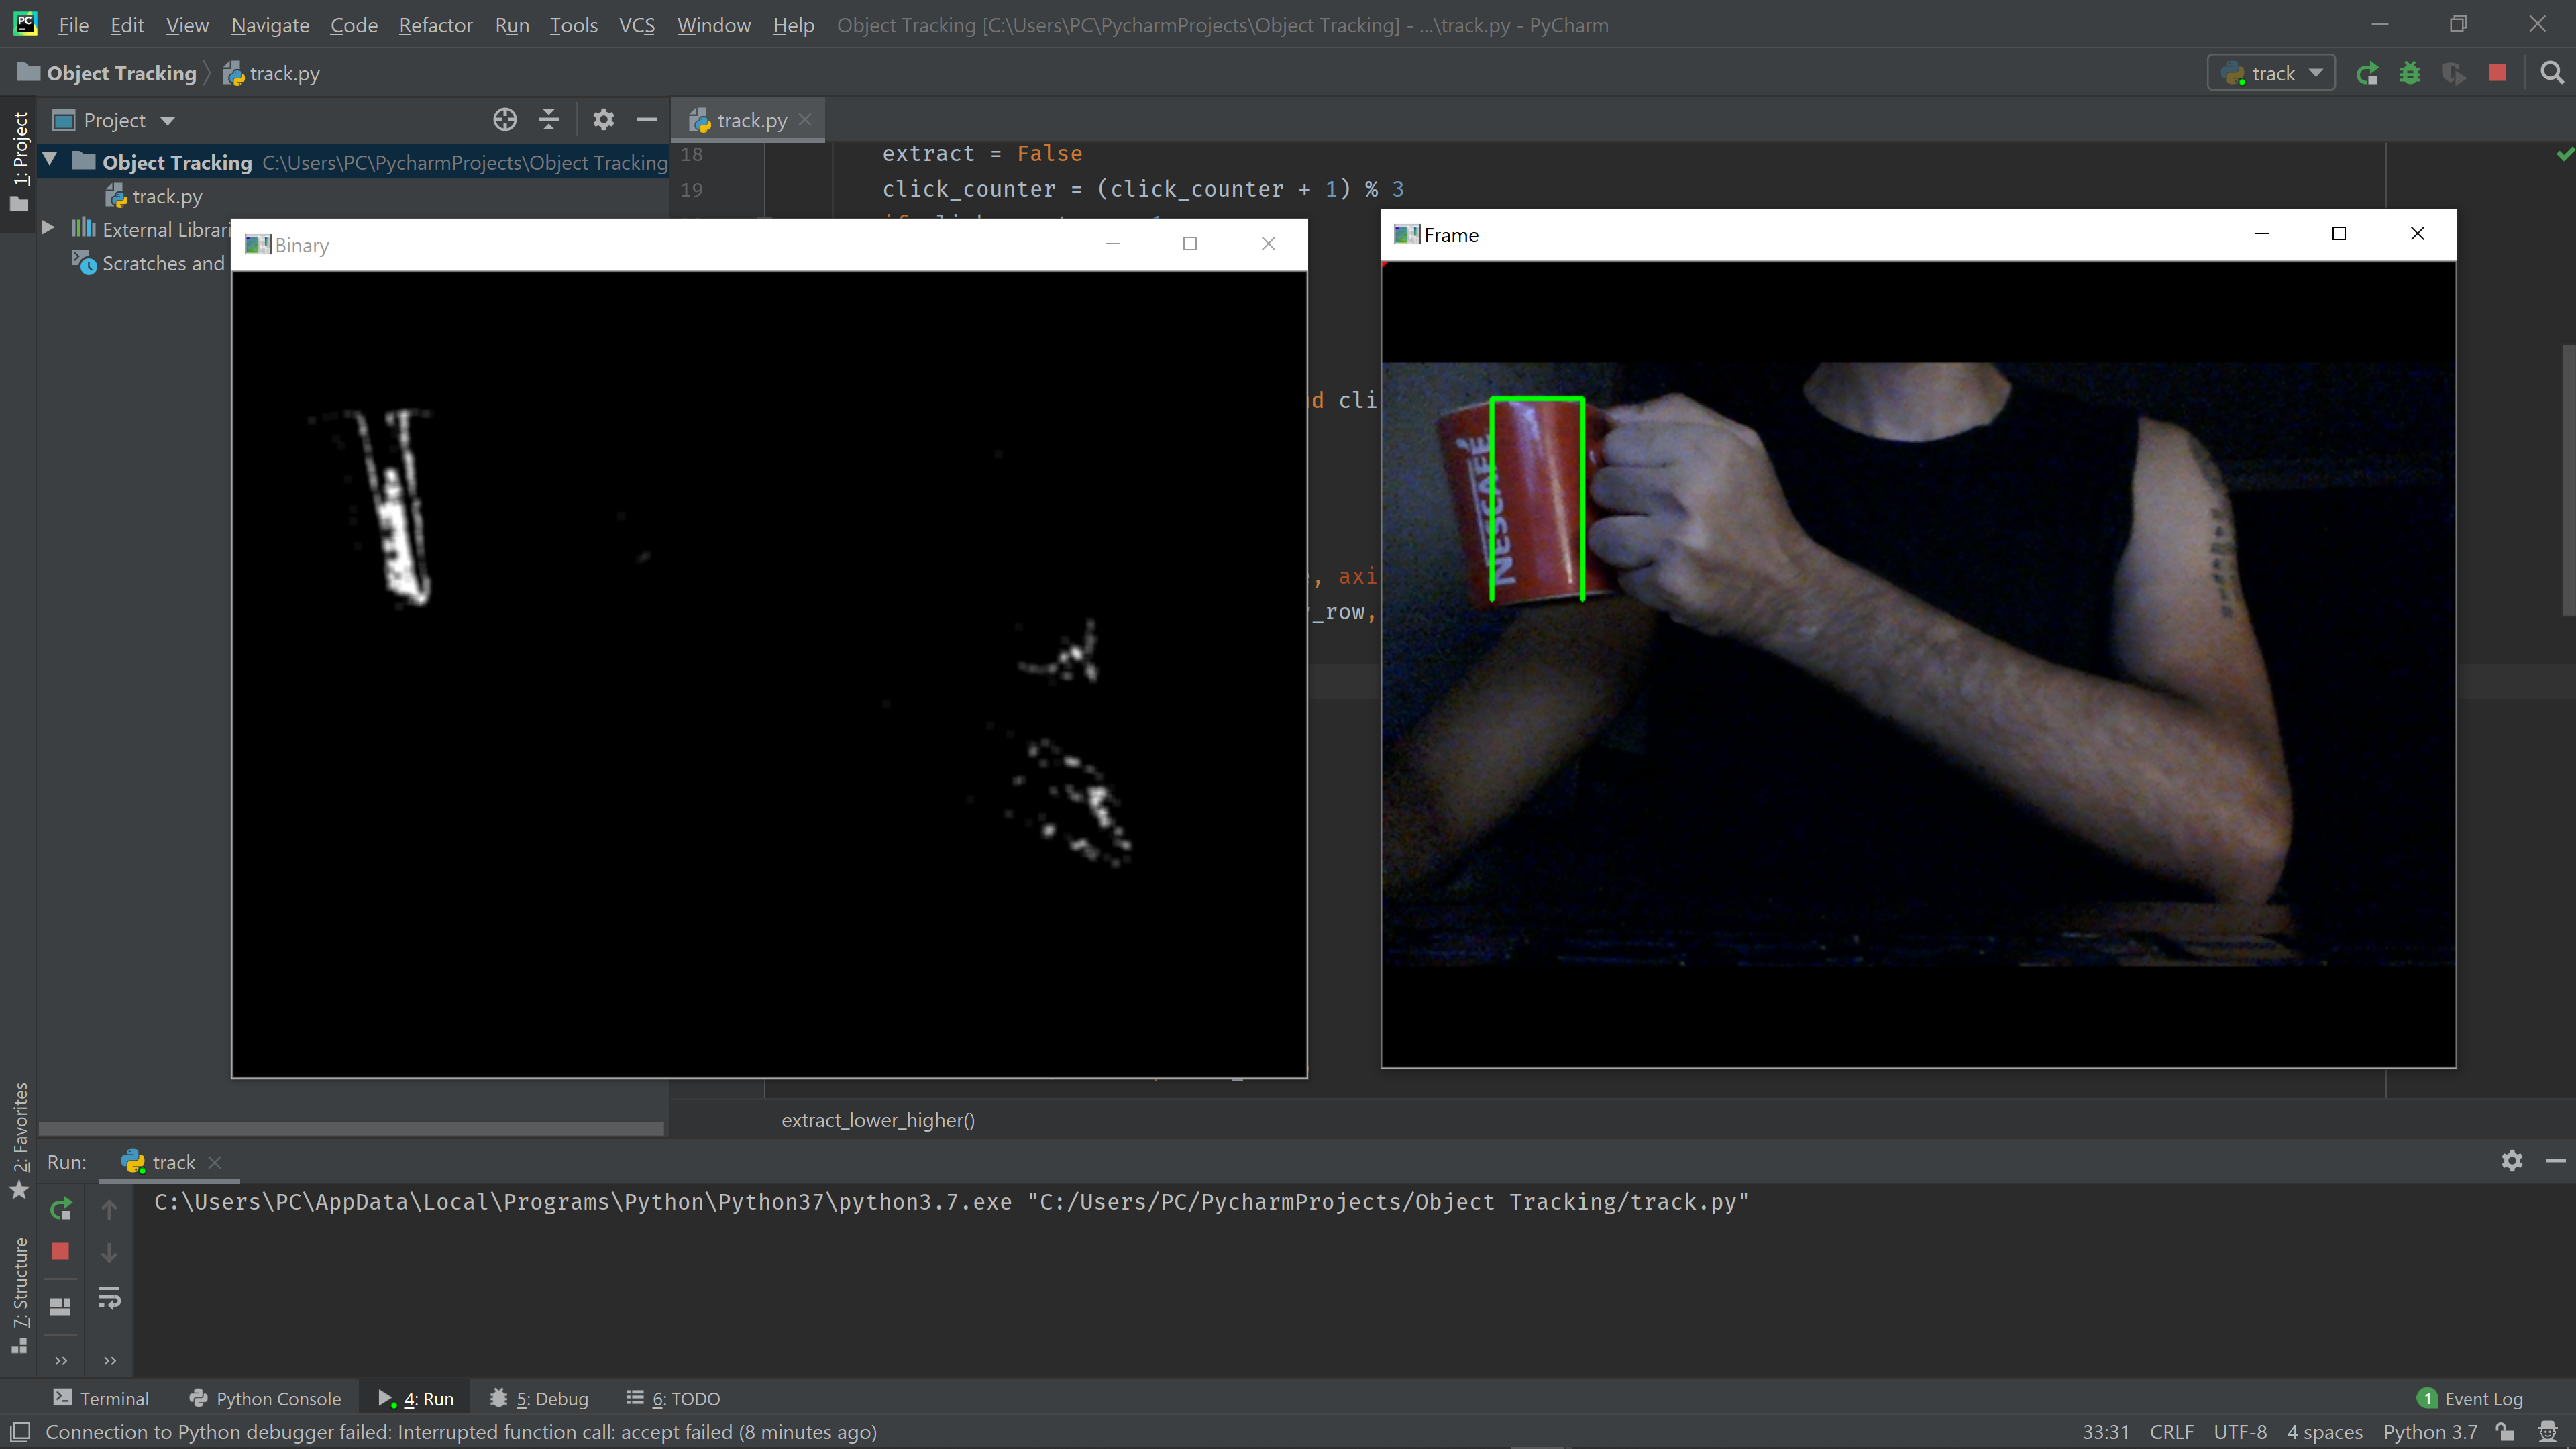 PC
File Edit View Navigate Code Refactor Run Tools VCS Window Help Object Tracking [C:\Users\PC\PycharmProjects\Object Tracking] - ...\track.py - PyCharm
Object Tracking track.py
track
1: Project
Project
track.py
Object Tracking C:\Users\PC\PycharmProjects\Object Tracking
track.py
External Librari
Scratches and
18 extract = False
19 click_counter = (click_counter + 1) % 3
Binary
Frame
d cli
, axi
_row,
NESCAFÉ
extract_lower_higher()
2: Favorites
7: Structure
Run: track
C:\Users\PC\AppData\Local\Programs\Python\Python37\python3.7.exe "C:/Users/PC/PycharmProjects/Object Tracking/track.py"
Terminal Python Console 4: Run 5: Debug 6: TODO
1 Event Log
Connection to Python debugger failed: Interrupted function call: accept failed (8 minutes ago)
33:31 CRLF UTF-8 4 spaces Python 3.7